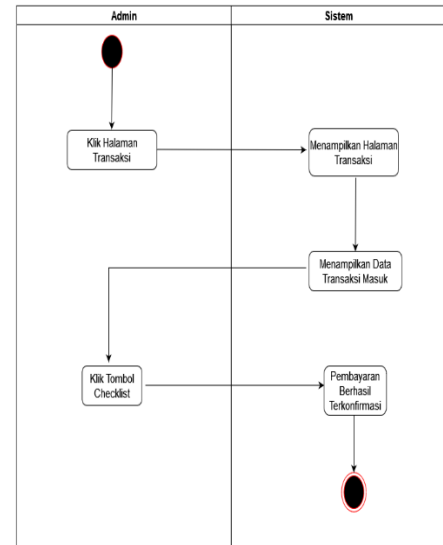 Admin
Sistem
Klik Halaman
Transaksi
Menampilkan Halaman
Transaksi
Menampilkan Data
Transaksi Masuk
Klik Tombol
Checklist
Pembayaran
Berhasil
Terkonfirmasi